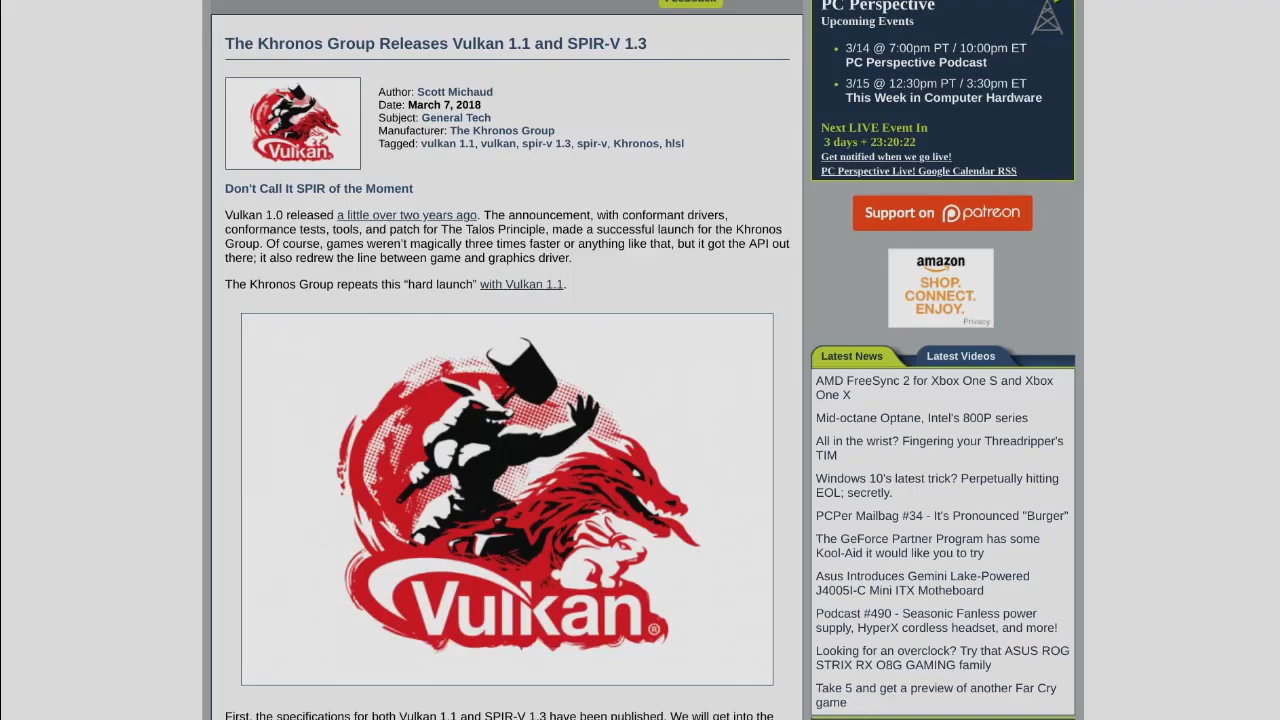 The Khronos Group Releases Vulkan 1.1 and SPIR-V 1.3
Vulkan
Author: Scott Michaud
Date: March 7, 2018
Subject: General Tech
Manufacturer: The Khronos Group
Tagged: vulkan 1.1, vulkan, spir-v 1.3, spir-v, Khronos, hlsl
Don't Call It SPIR of the Moment
Vulkan 1.0 released a little over two years ago. The announcement, with conformant drivers,
conformance tests, tools, and patch for The Talos Principle, made a successful launch for the Khronos
Group. Of course, games weren't magically three times faster or anything like that, but it got the API out
there; it also redrew the line between game and graphics driver.
The Khronos Group repeats this “hard launch” with Vulkan 1.1.
Vulkan®
First, the specifications for both Vulkan 1.1 and SPIR-V 1.3 have been published. We will get into the
PC Perspective
Upcoming Events
3/14 @ 7:00pm PT / 10:00pm ET
PC Perspective Podcast
3/15 @ 12:30pm PT / 3:30pm ET
This Week in Computer Hardware
Next LIVE Event In
3 days + 23:20:22
Get notified when we go live!
PC Perspective Live! Google Calendar RSS
Support on patreon
amazon
SHOP.
CONNECT.
ENJOY.
Privacy
Latest News Latest Videos
AMD FreeSync 2 for Xbox One S and Xbox
One X
Mid-octane Optane, Intel's 800P series
All in the wrist? Fingering your Threadripper's
TIM
Windows 10's latest trick? Perpetually hitting
EOL; secretly.
PCPer Mailbag #34 - It's Pronounced "Burger"
The GeForce Partner Program has some
Kool-Aid it would like you to try
Asus Introduces Gemini Lake-Powered
J4005I-C Mini ITX Motheboard
Podcast #490 - Seasonic Fanless power
supply, HyperX cordless headset, and more!
Looking for an overclock? Try that ASUS ROG
STRIX RX O8G GAMING family
Take 5 and get a preview of another Far Cry
game